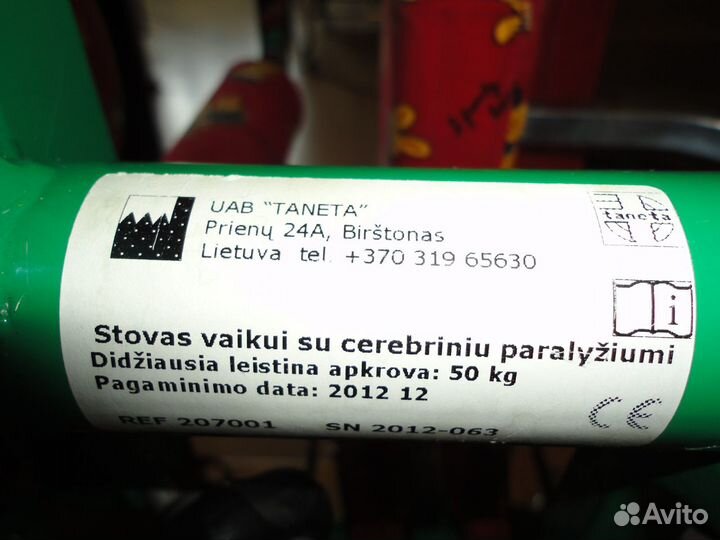 UAB "TANETA"
Prienų 24A, Birštonas
Lietuva tel. +370 319 65630
taneta
i
Stovas vaikui su cerebriniu paralyžiumi
Didžiausia leistina apkrova: 50 kg
Pagaminimo data: 2012 12
REF 207001 SN 2012-063
CE
Avito